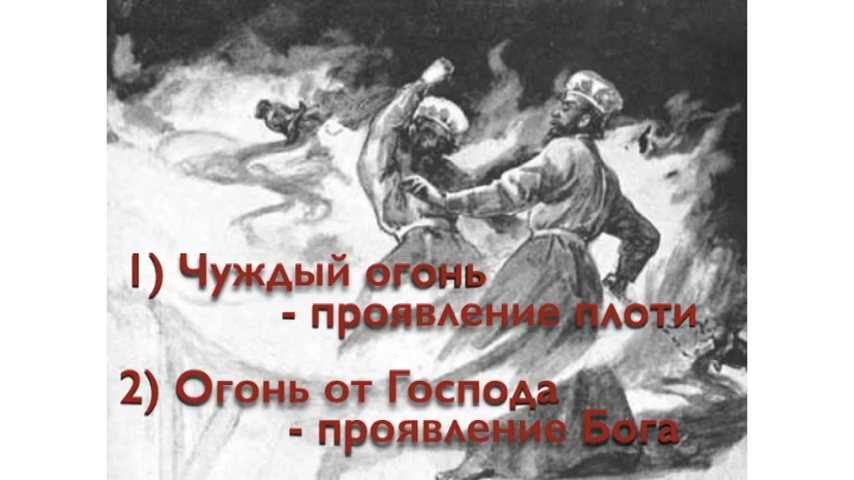 1) Чуждый огонь
- проявление плоти
2) Огонь от Господа
- проявление Бога